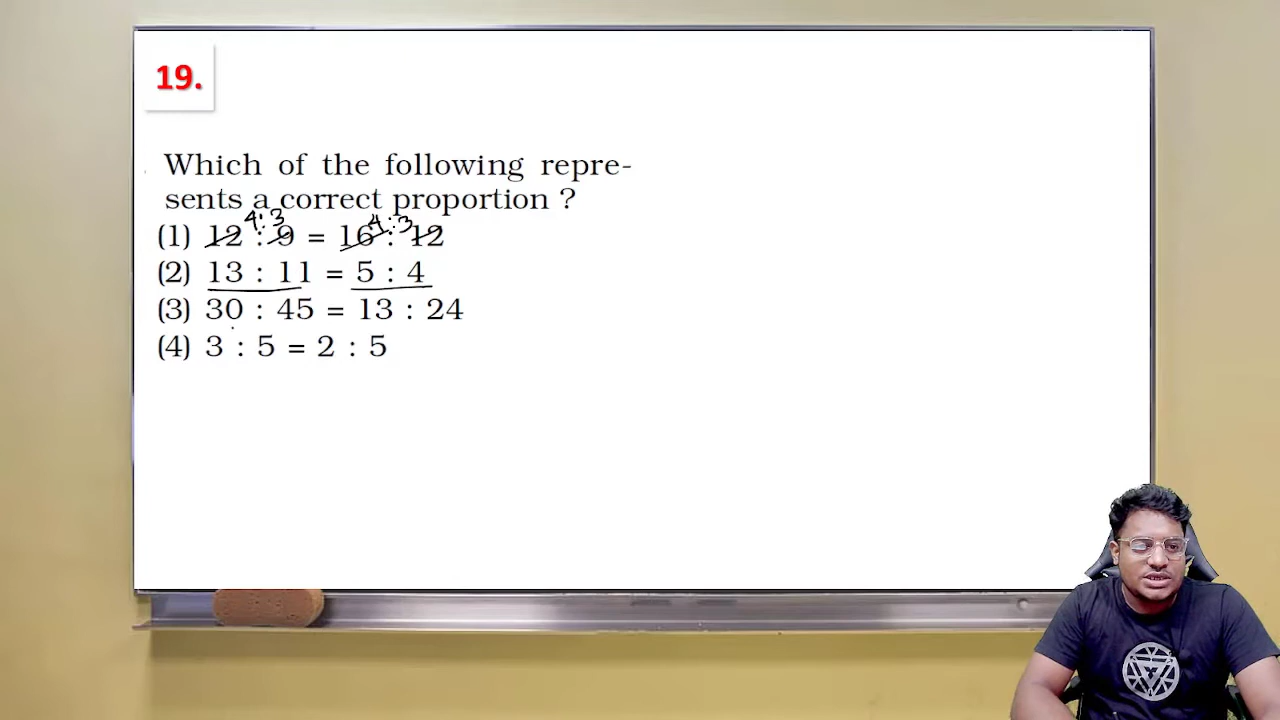 19.
Which of the following repre-
sents a correct proportion ?
4:3 4:3
(1) 12 : 9 = 16 : 12
(2) 13 : 11 = 5 : 4
(3) 30 : 45 = 13 : 24
(4) 3 : 5 = 2 : 5